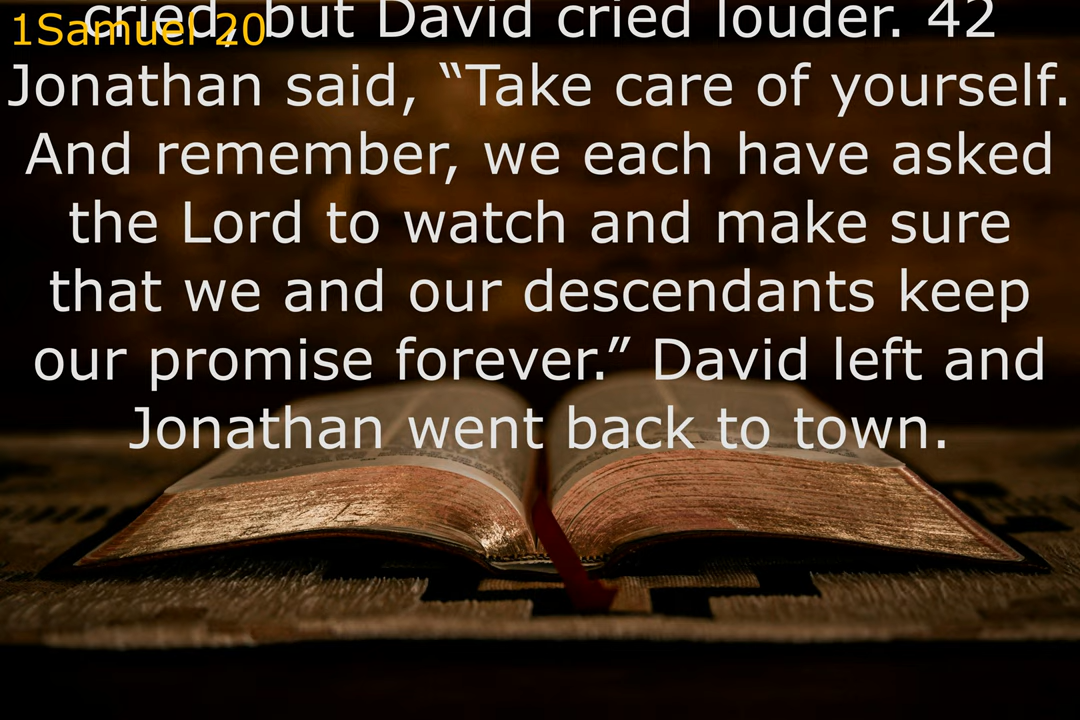 1Samuel 20
cried, but David cried louder. 42
Jonathan said, “Take care of yourself.
And remember, we each have asked
the Lord to watch and make sure
that we and our descendants keep
our promise forever.” David left and
Jonathan went back to town.